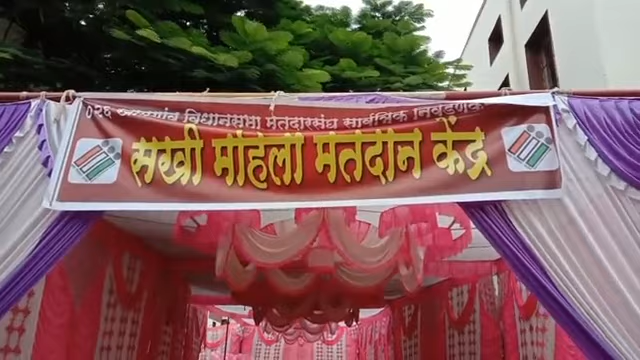 विधानसभा मतदारसंघ सार्वत्रिक निवडणूक
सखी महिला मतदान केंद्र